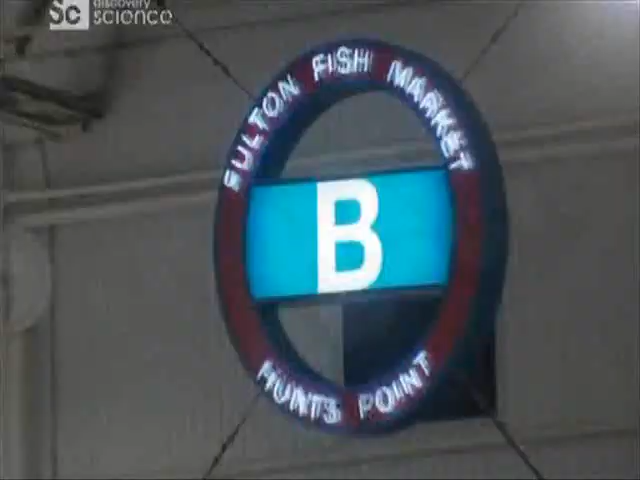 Sc discovery
science
FULTON FISH MARKET
B
HUNTS POINT